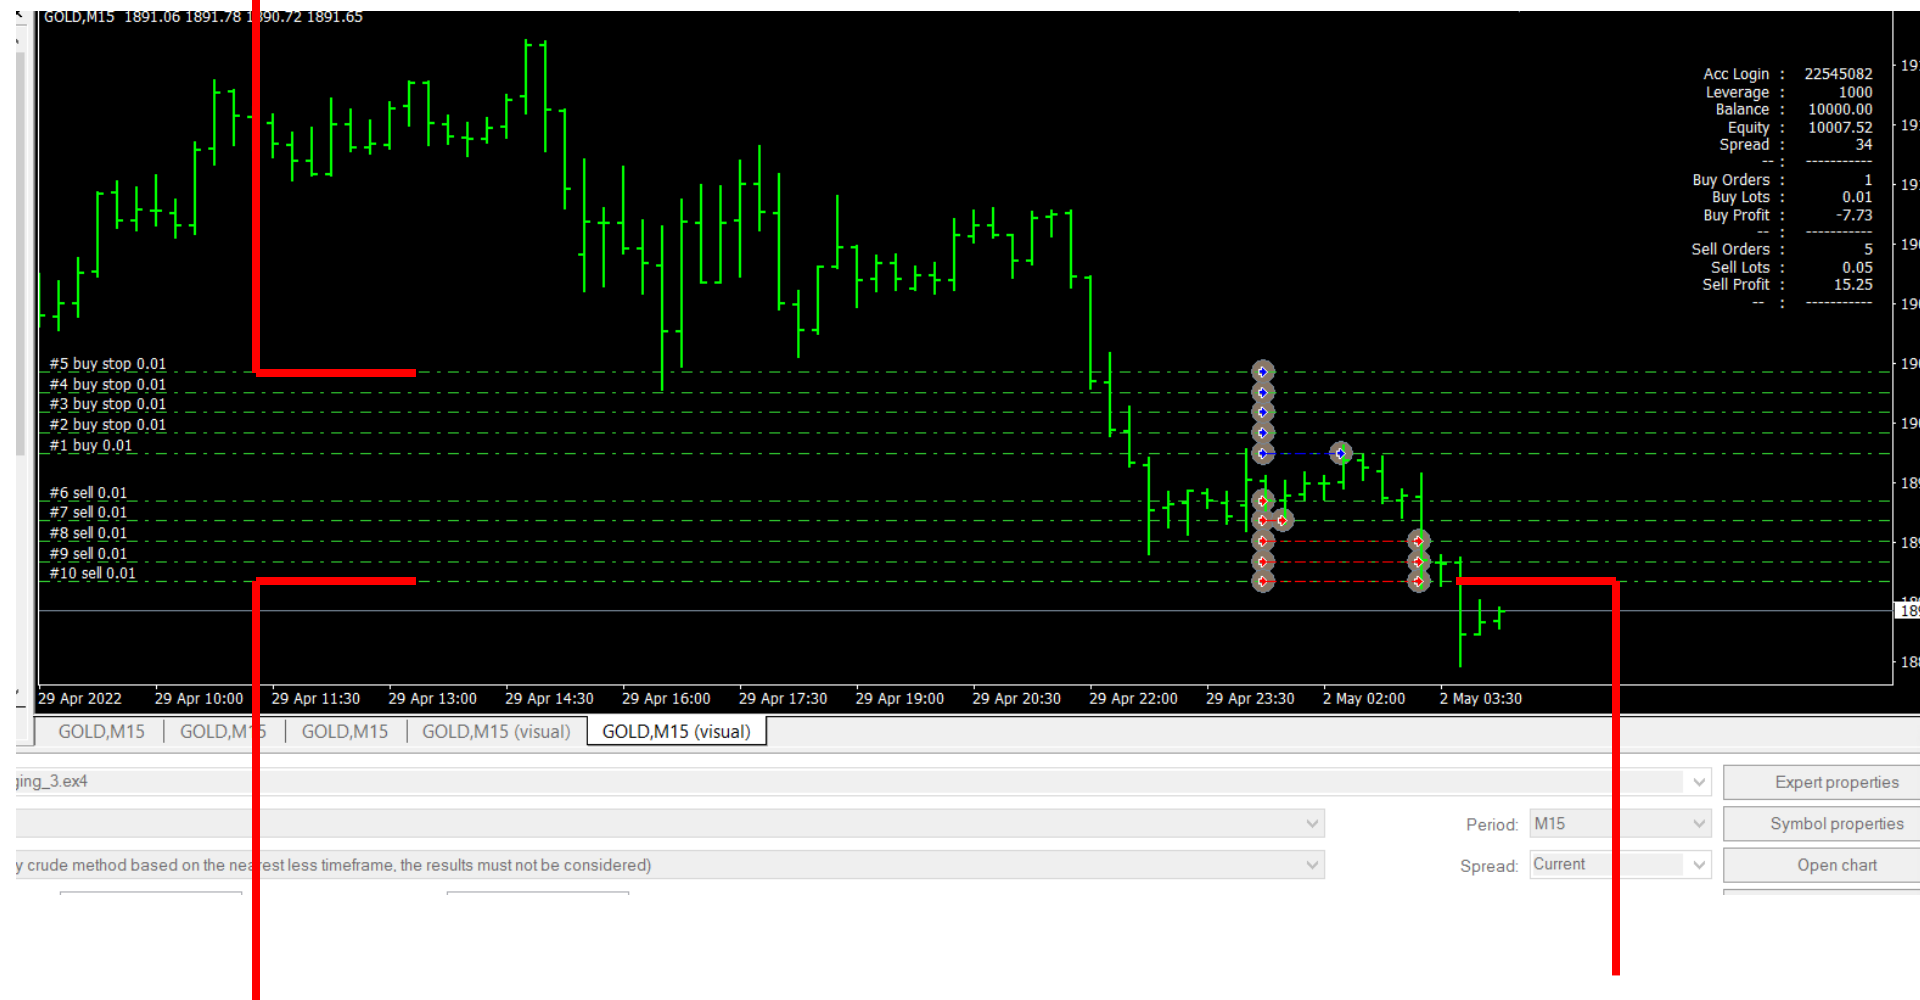 GOLD,M15 1891.06 1891.78 1890.72 1891.65
Acc Login : 22545082
Leverage : 1000
Balance : 10000.00
Equity : 10007.52
Spread : 34
-- : -----------
Buy Orders : 1
Buy Lots : 0.01
Buy Profit : -7.73
-- : -----------
Sell Orders : 5
Sell Lots : 0.05
Sell Profit : 15.25
-- : -----------
#5 buy stop 0.01
#4 buy stop 0.01
#3 buy stop 0.01
#2 buy stop 0.01
#1 buy 0.01
#6 sell 0.01
#7 sell 0.01
#8 sell 0.01
#9 sell 0.01
#10 sell 0.01
29 Apr 2022 29 Apr 10:00 29 Apr 11:30 29 Apr 13:00 29 Apr 14:30 29 Apr 16:00 29 Apr 17:30 29 Apr 19:00 29 Apr 20:30 29 Apr 22:00 29 Apr 23:30 2 May 02:00 2 May 03:30
GOLD,M15 GOLD,M15 GOLD,M15 GOLD,M15 (visual) GOLD,M15 (visual)
ging_3.ex4 Expert properties
Period: M15 Symbol properties
y crude method based on the nearest less timeframe, the results must not be considered) Spread: Current Open chart